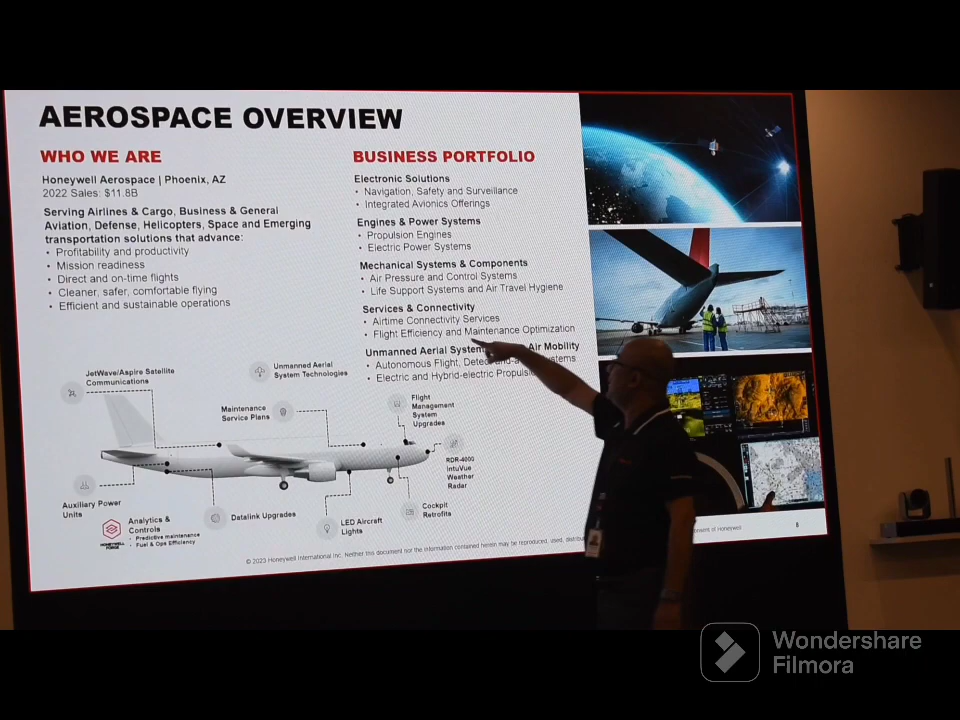 AEROSPACE OVERVIEW
WHO WE ARE
Honeywell Aerospace | Phoenix, AZ
2022 Sales: $11.8B
Serving Airlines & Cargo, Business & General
Aviation, Defense, Helicopters, Space and Emerging
transportation solutions that advance:
• Profitability and productivity
• Mission readiness
• Direct and on-time flights
• Cleaner, safer, comfortable flying
• Efficient and sustainable operations
BUSINESS PORTFOLIO
Electronic Solutions
• Navigation, Safety and Surveillance
• Integrated Avionics Offerings
Engines & Power Systems
• Propulsion Engines
• Electric Power Systems
Mechanical Systems & Components
• Air Pressure and Control Systems
• Life Support Systems and Air Travel Hygiene
Services & Connectivity
• Airtime Connectivity Services
• Flight Efficiency and Maintenance Optimization
Unmanned Aerial Air Mobility
• Autonomous Flight,
• Electric and Hybrid-electric
JetWave/Aspire Satellite
Communications
Unmanned Aerial
System Technologies
Maintenance
Service Plans
Flight
Management
System
Upgrades
RDR-4000
IntuVue
Weather
Radar
Auxiliary Power
Units
HONEYWELL
FORGE
Analytics &
Controls
• Predictive maintenance
• Fuel & Ops Efficiency
Datalink Upgrades
LED Aircraft
Lights
Cockpit
Retrofits
© 2023 Honeywell International Inc. Neither this document nor the information contained herein may be reproduced, used, of Honeywell
8
Wondershare
Filmora